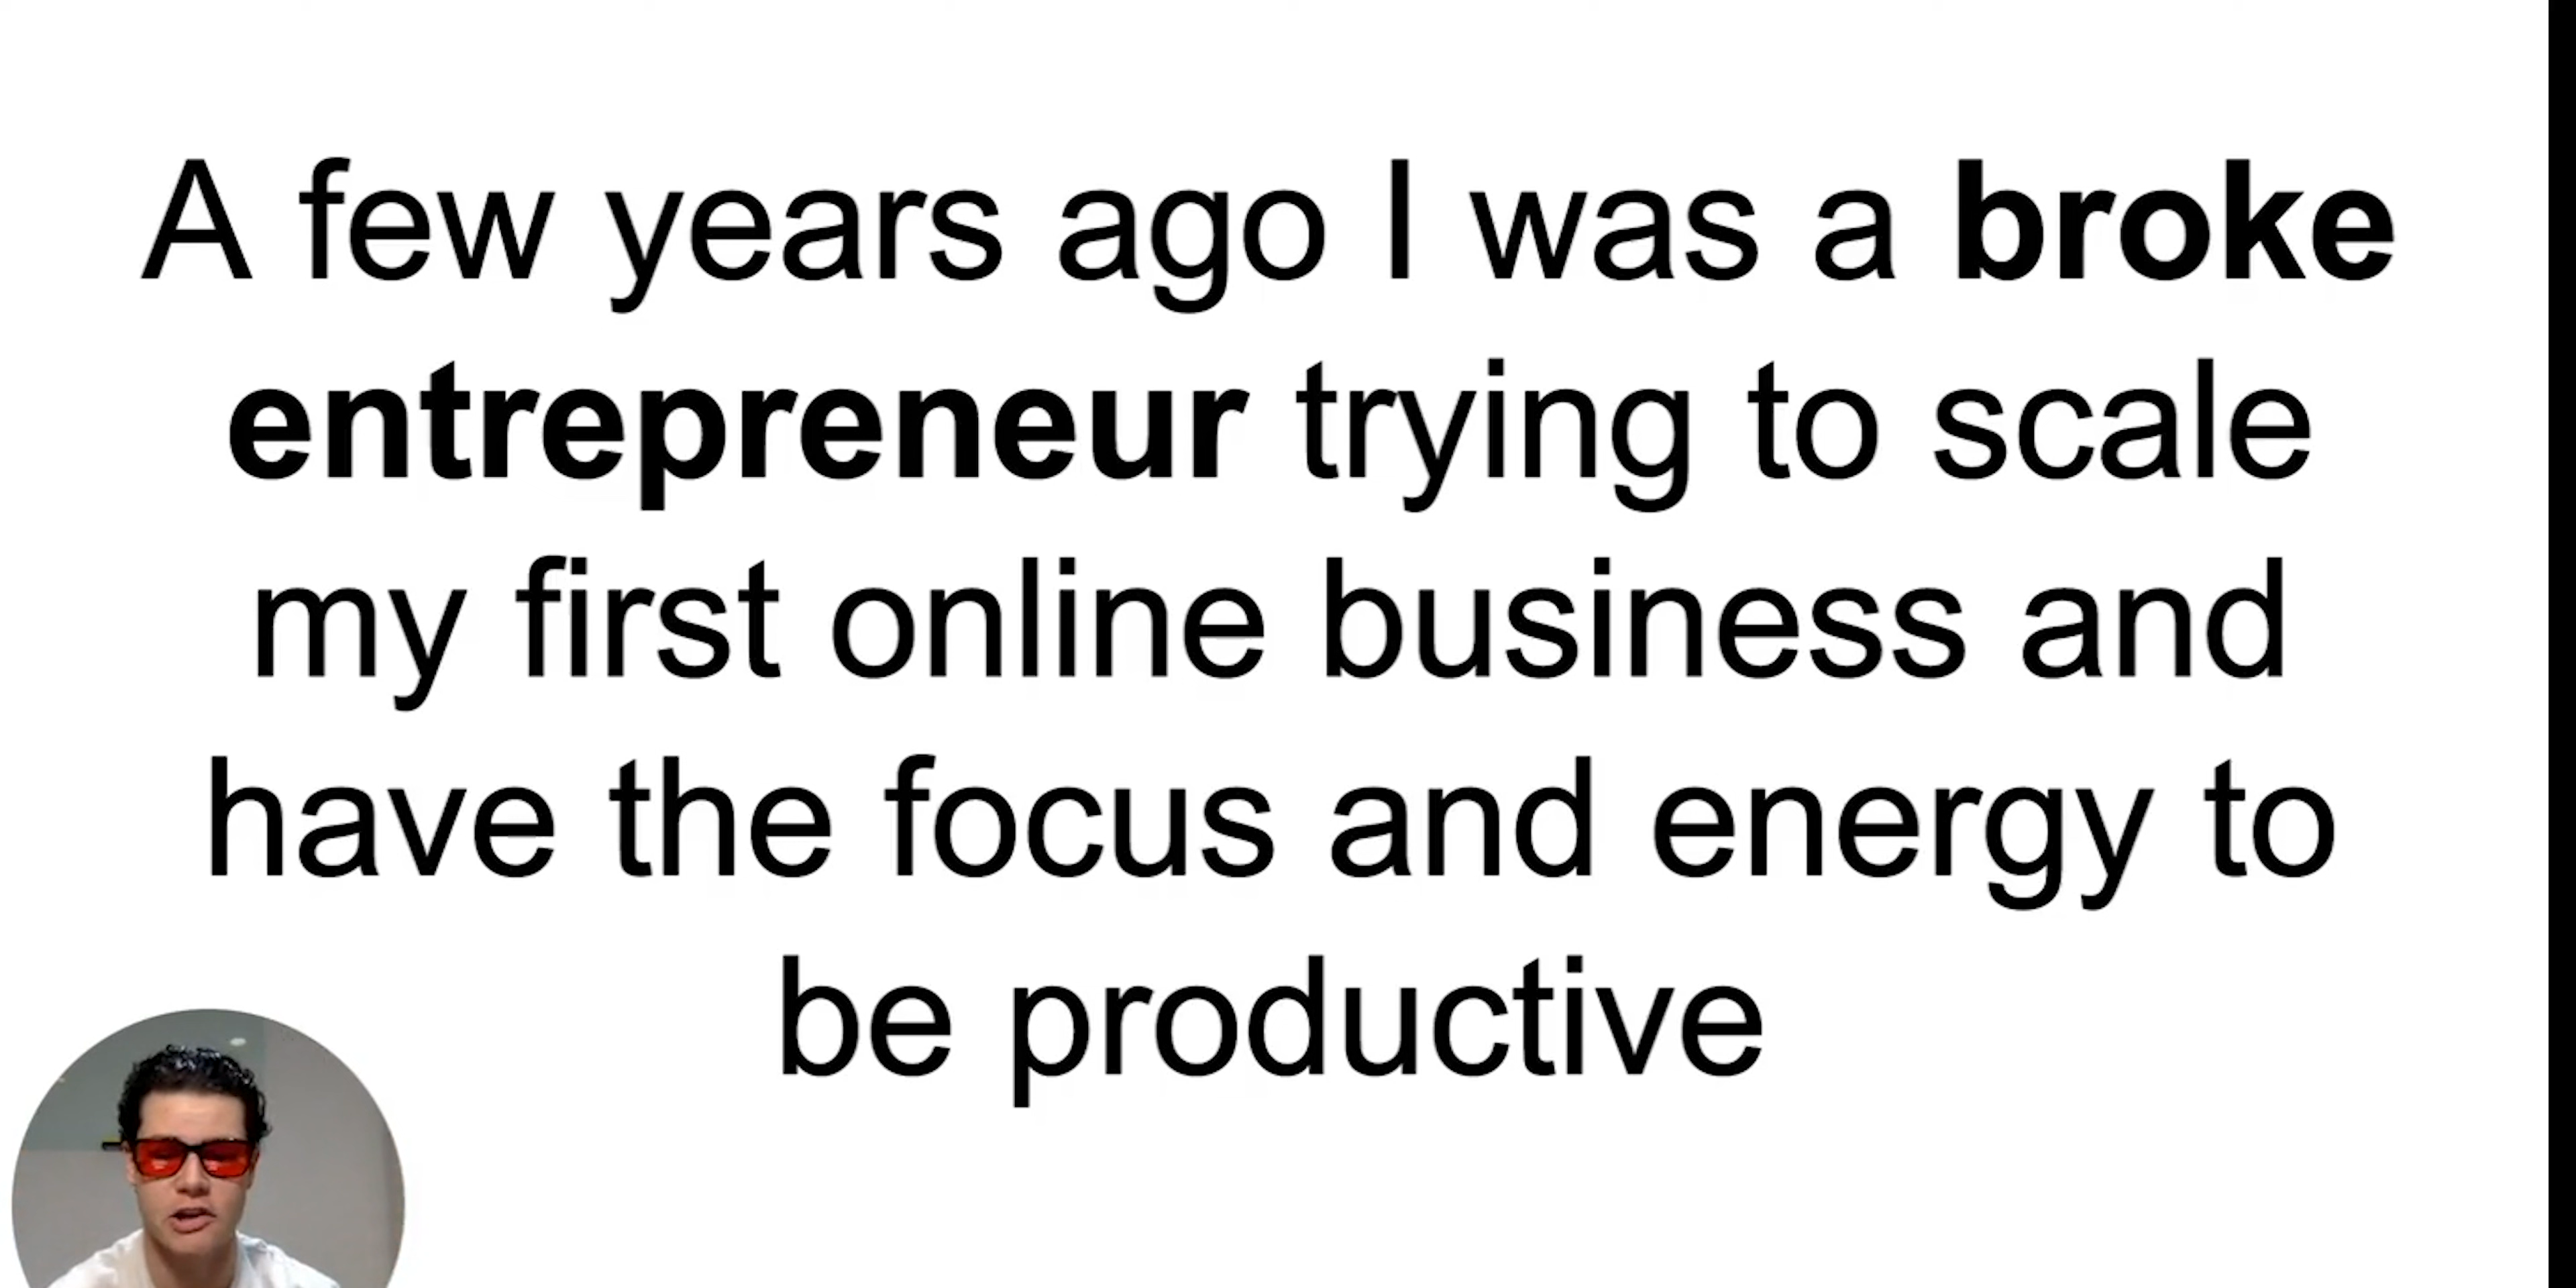 A few years ago I was a broke
entrepreneur trying to scale
my first online business and
have the focus and energy to
be productive